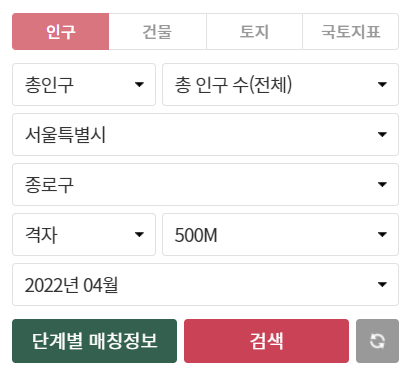 인구 건물 토지 국토지표
총인구 총 인구 수(전체)
서울특별시
종로구
격자 500M
2022년 04월
단계별 매칭정보 검색